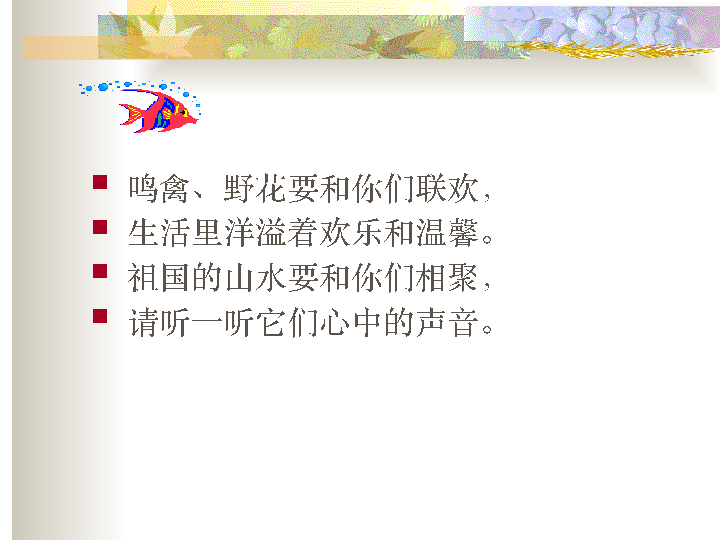 鸣禽、野花要和你们联欢，
生活里洋溢着欢乐和温馨。
祖国的山水要和你们相聚，
请听一听它们心中的声音。